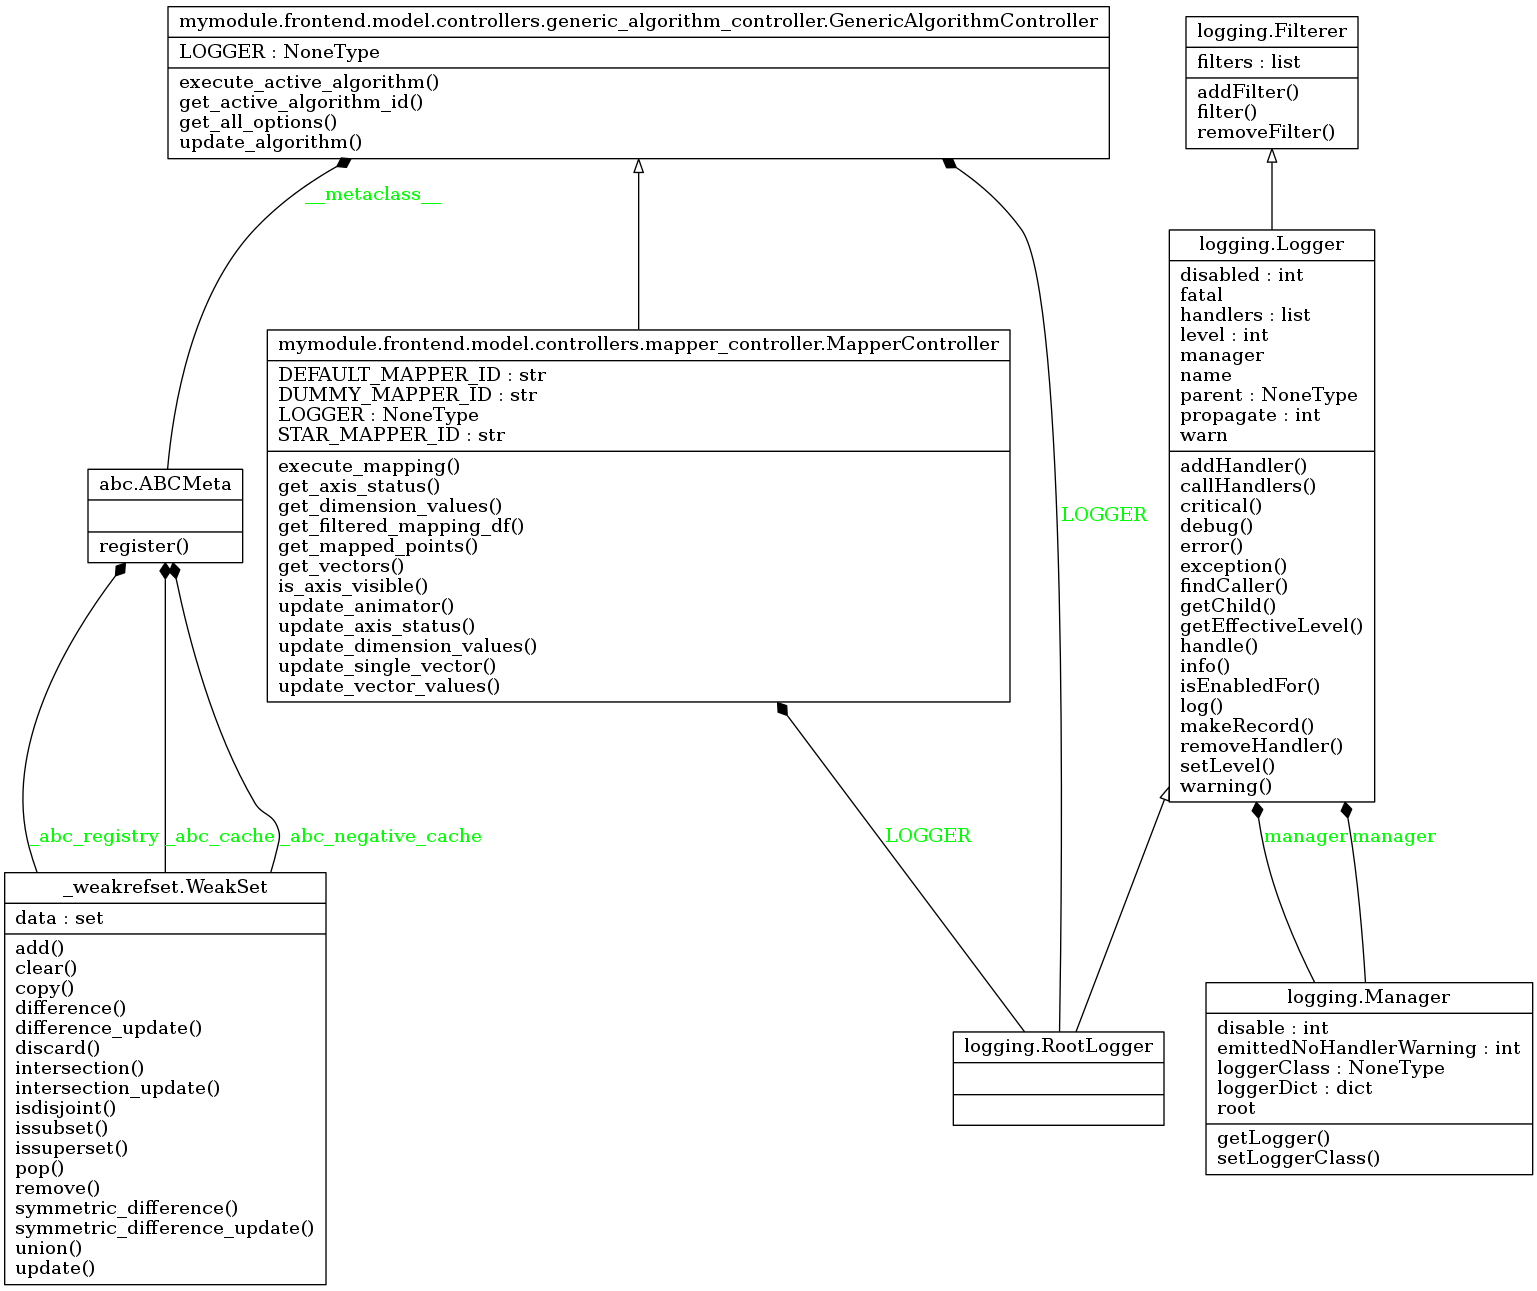 mymodule.frontend.model.controllers.generic_algorithm_controller.GenericAlgorithmController
LOGGER : NoneType
execute_active_algorithm()
get_active_algorithm_id()
get_all_options()
update_algorithm()
logging.Filterer
filters : list
addFilter()
filter()
removeFilter()
__metaclass__
logging.Logger
disabled : int
fatal
handlers : list
level : int
manager
name
parent : NoneType
propagate : int
warn
addHandler()
callHandlers()
critical()
debug()
error()
exception()
findCaller()
getChild()
getEffectiveLevel()
handle()
info()
isEnabledFor()
log()
makeRecord()
removeHandler()
setLevel()
warning()
mymodule.frontend.model.controllers.mapper_controller.MapperController
DEFAULT_MAPPER_ID : str
DUMMY_MAPPER_ID : str
LOGGER : NoneType
STAR_MAPPER_ID : str
execute_mapping()
get_axis_status()
get_dimension_values()
get_filtered_mapping_df()
get_mapped_points()
get_vectors()
is_axis_visible()
update_animator()
update_axis_status()
update_dimension_values()
update_single_vector()
update_vector_values()
abc.ABCMeta
register()
LOGGER
_abc_registry
_abc_cache
_abc_negative_cache
LOGGER
manager
manager
_weakrefset.WeakSet
data : set
add()
clear()
copy()
difference()
difference_update()
discard()
intersection()
intersection_update()
isdisjoint()
issubset()
issuperset()
pop()
remove()
symmetric_difference()
symmetric_difference_update()
union()
update()
logging.RootLogger
logging.Manager
disable : int
emittedNoHandlerWarning : int
loggerClass : NoneType
loggerDict : dict
root
getLogger()
setLoggerClass()